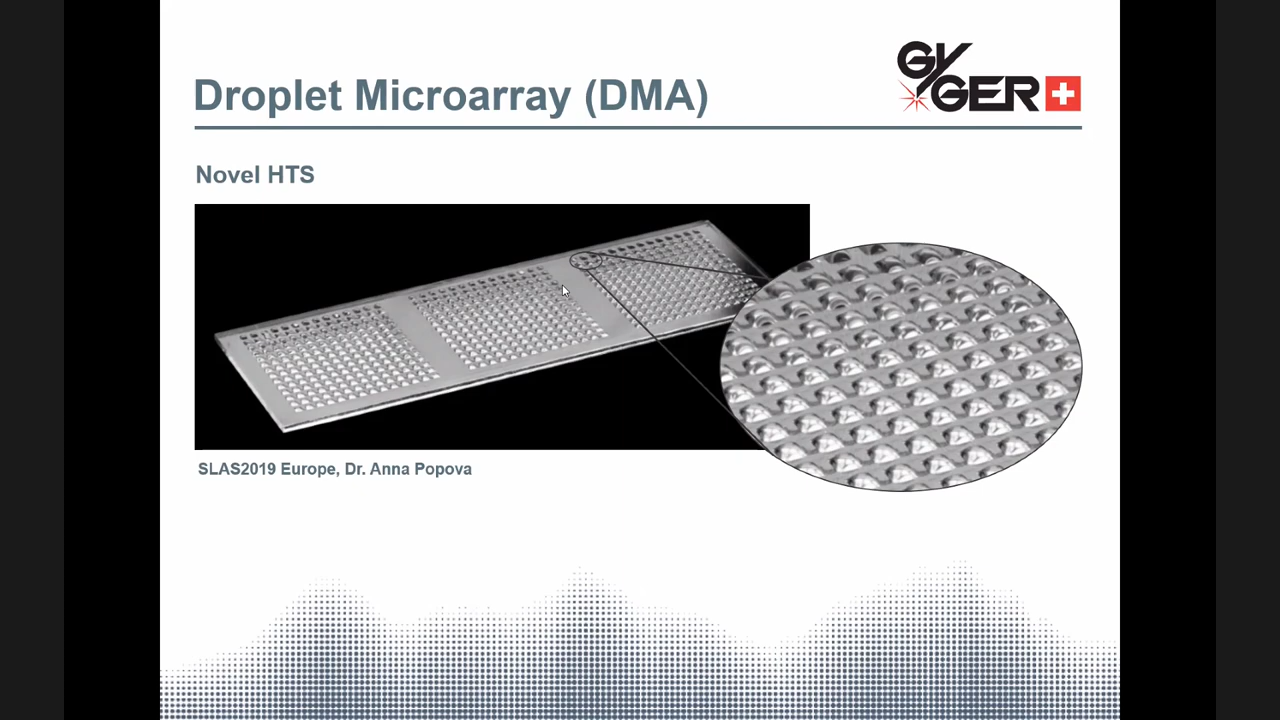 GYGER
Droplet Microarray (DMA)
Novel HTS
SLAS2019 Europe, Dr. Anna Popova